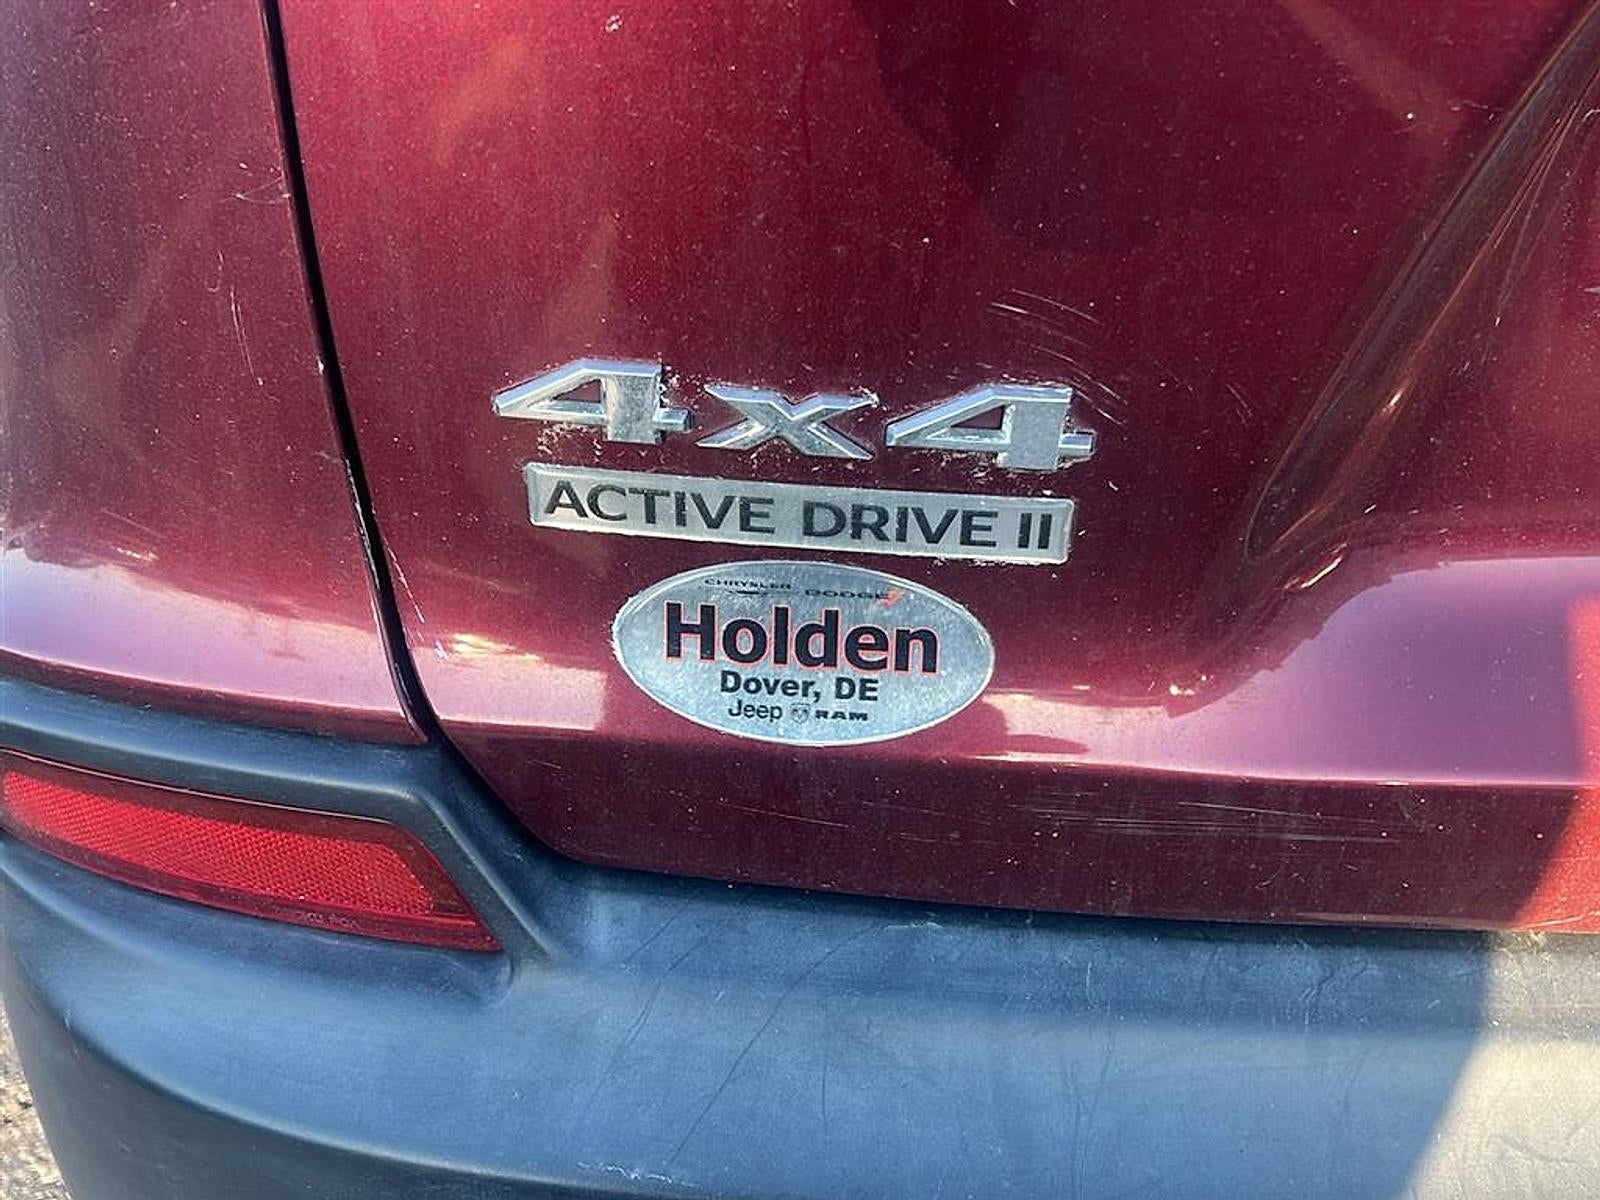 4x4
ACTIVE DRIVE II
CHRYSLER DODGE
Holden
Dover, DE
Jeep RAM